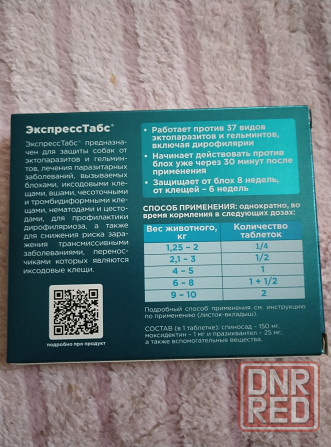 ЭкспрессТабс®
ЭкспрессТабс® предназна-
чен для защиты собак от
эктопаразитов и гельмин-
тов, лечения паразитарных
заболеваний, вызываемых
блохами, иксодовыми кле-
щами, вшами, чесоточными
и тромбидиформными кле-
щами, нематодами и цесто-
дами, для профилактики
дирофиляриоза, а также
для снижения риска зара-
жения трансмиссивными
заболеваниями, перенос-
чиками которых являются
иксодовые клещи.
подробно про продукт
• Работает против 37 видов
эктопаразитов и гельминтов,
включая дирофилярии
• Начинает действовать против
блох уже через 30 минут после
применения
• Защищает от блох 8 недель,
от клещей – 6 недель
СПОСОБ ПРИМЕНЕНИЯ: однократно, во
время кормления в следующих дозах:
Вес животного, кг Количество таблеток
1,25 – 2 1/4
2,1 – 3 1/2
4 – 5 1
6 – 8 1 + 1/2
9 – 10 2
Подробный способ применения см. инструкцию
по применению (листок-вкладыш).
СОСТАВ (в 1 таблетке): спиносад – 150 мг,
моксидектин – 1 мг и празиквантел – 25 мг,
а также вспомогательные вещества.
DNR
RED